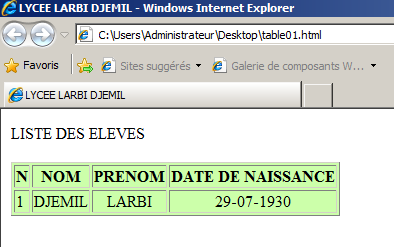 LYCEE LARBI DJEMIL - Windows Internet Explorer
C:\Users\Administrateur\Desktop\table01.html
Favoris Sites suggérés Galerie de composants W...
LYCEE LARBI DJEMIL
LISTE DES ELEVES
N NOM PRENOM DATE DE NAISSANCE
1 DJEMIL LARBI 29-07-1930